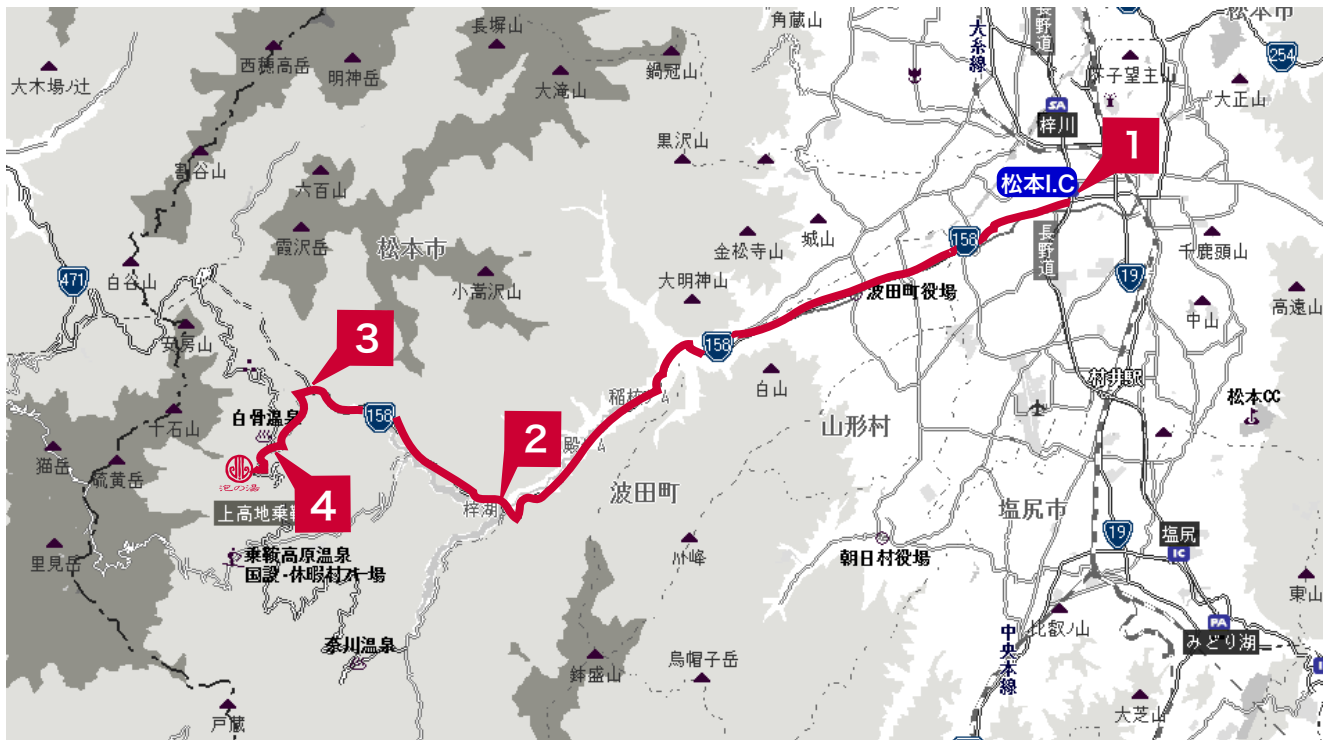 長塀山
角蔵山
長野道
松本市
西穂高岳
明神岳
大滝山
鍋冠山
大糸線
254
大木場ノ辻
芥子望主山
大正山
SA
梓川
1
割谷山
六百山
黒沢山
松本I.C
霞沢岳
松本市
金松寺山
城山
158
長野道
千鹿頭山
471
白谷山
小嵩沢山
大明神山
波田町役場
19
中山
高遠山
安房山
3
158
白山
村井駅
松本CC
千石山
白骨温泉
158
2
山形村
猫岳
硫黄岳
泡の湯
4
梓湖
波田町
塩尻市
上高地乗鞍
里見岳
乗鞍高原温泉
国設・休暇村スキー場
朝日村役場
19
塩尻
IC
東山
奈川温泉
鉢盛山
烏帽子岳
中央本線
比叡ノ山
PA
みどり湖
戸蔵
大芝山